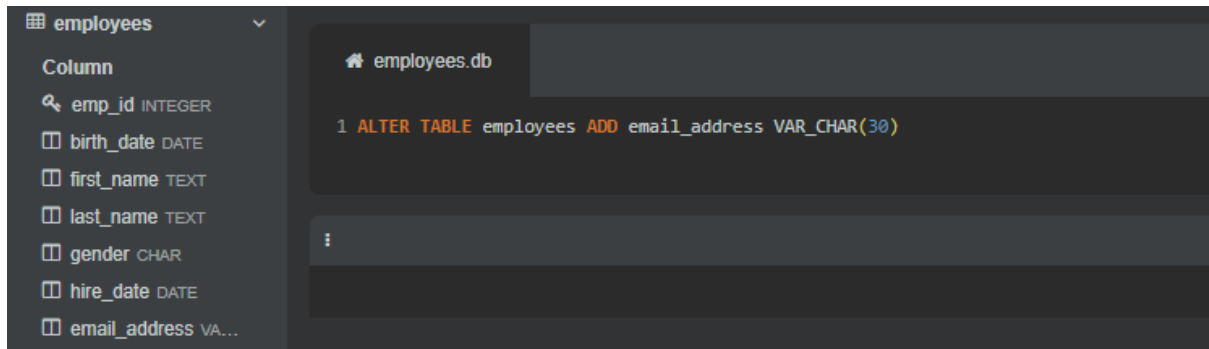 employees
Column
emp_id INTEGER
birth_date DATE
first_name TEXT
last_name TEXT
gender CHAR
hire_date DATE
email_address VA...
employees.db
1 ALTER TABLE employees ADD email_address VAR_CHAR(30)